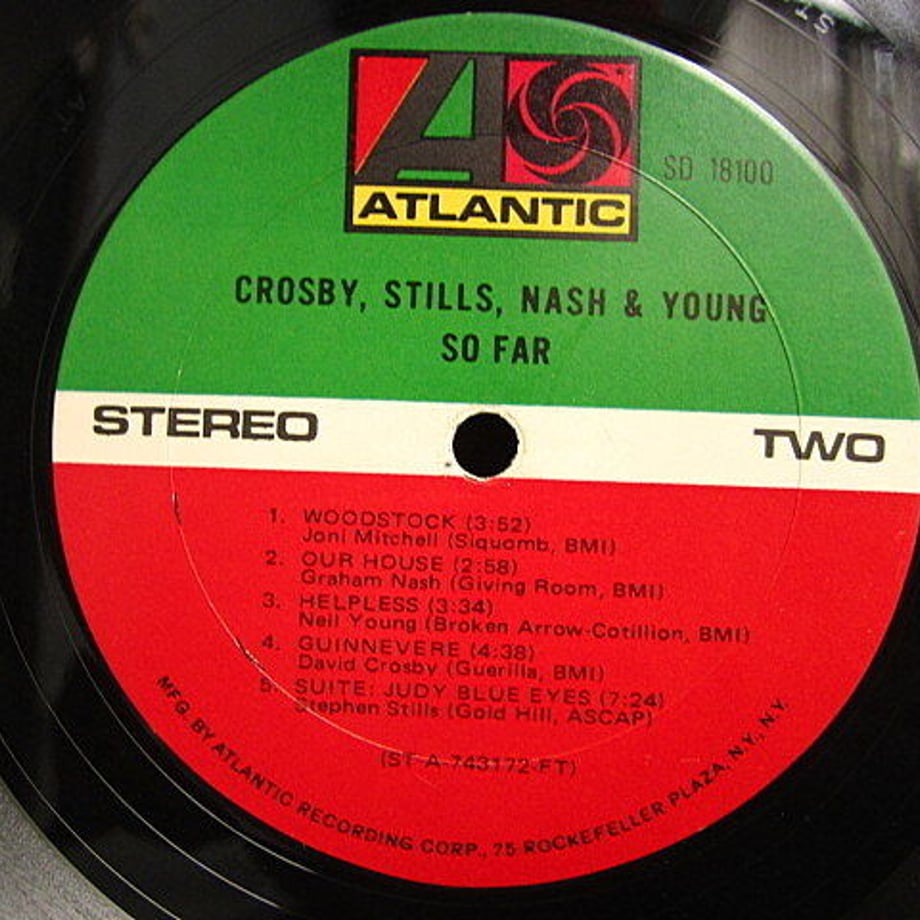 ATLANTIC
SD 18100
CROSBY, STILLS, NASH & YOUNG
SO FAR
STEREO
TWO
1. WOODSTOCK (3:52)
Joni Mitchell (Siquomb, BMI)
2. OUR HOUSE (2:58)
Graham Nash (Giving Room, BMI)
3. HELPLESS (3:34)
Neil Young (Broken Arrow-Cotillion, BMI)
4. GUINNEVERE (4:38)
David Crosby (Guerilla, BMI)
5. SUITE: JUDY BLUE EYES (7:24)
Stephen Stills (Gold Hill, ASCAP)
(ST-A-743172-FT)
MFG. BY ATLANTIC RECORDING CORP., 75 ROCKEFELLER PLAZA, N.Y., N.Y.